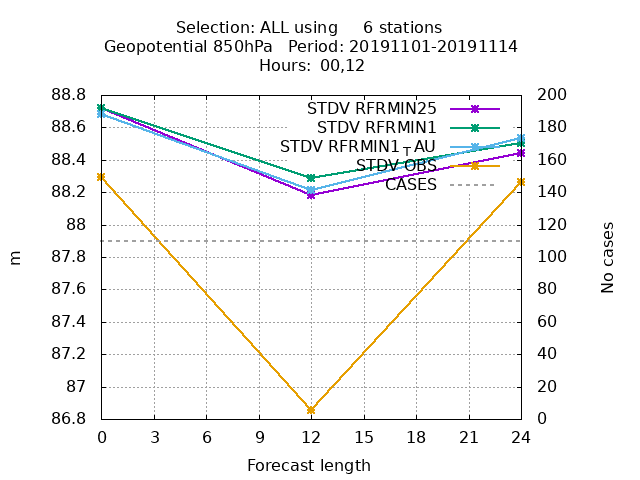 Selection: ALL using     6 stations
Geopotential 850hPa   Period: 20191101-20191114
Hours: 00,12
88.8
88.6
88.4
88.2
88
87.8
87.6
87.4
87.2
87
86.8
m
STDV RFRMIN25
STDV RFRMIN1
STDV RFRMIN1_AU
STDV OBS
CASES
200
180
160
140
120
100
80
60
40
20
0
No cases
0 3 6 9 12 15 18 21 24
Forecast length